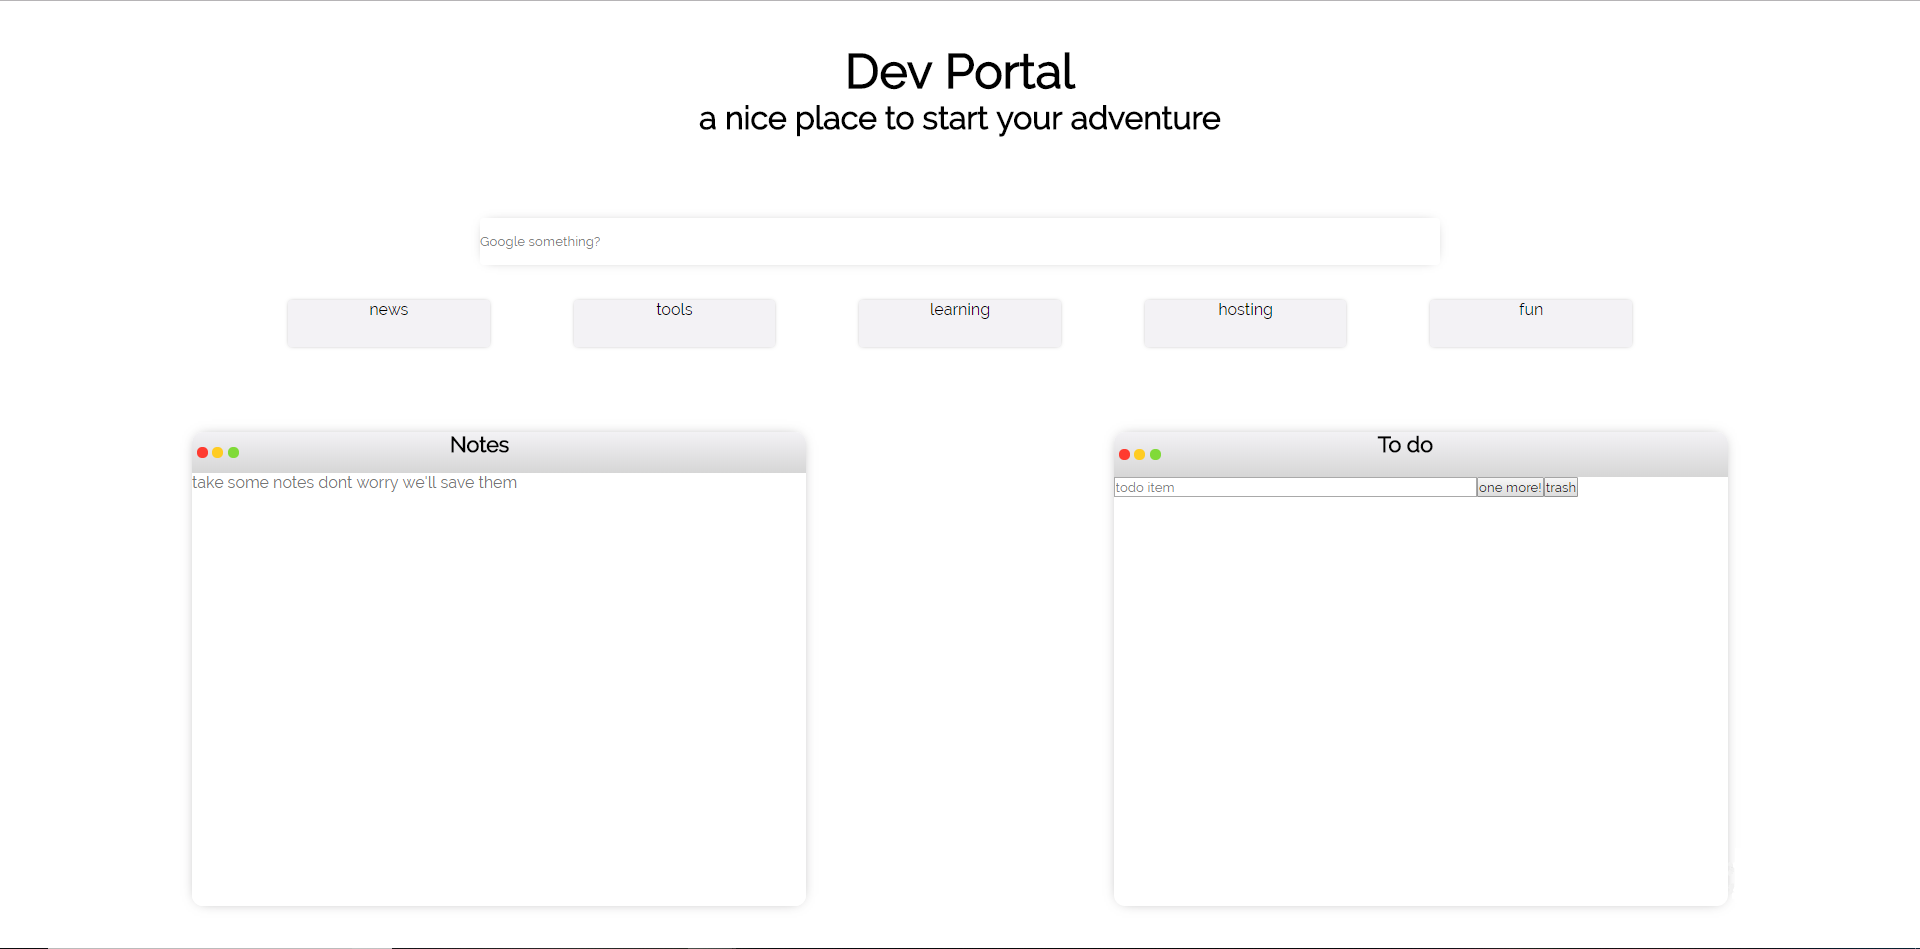 Dev Portal
a nice place to start your adventure
Google something?
news tools learning hosting fun
Notes
take some notes dont worry we'll save them
To do
todo item one more! trash